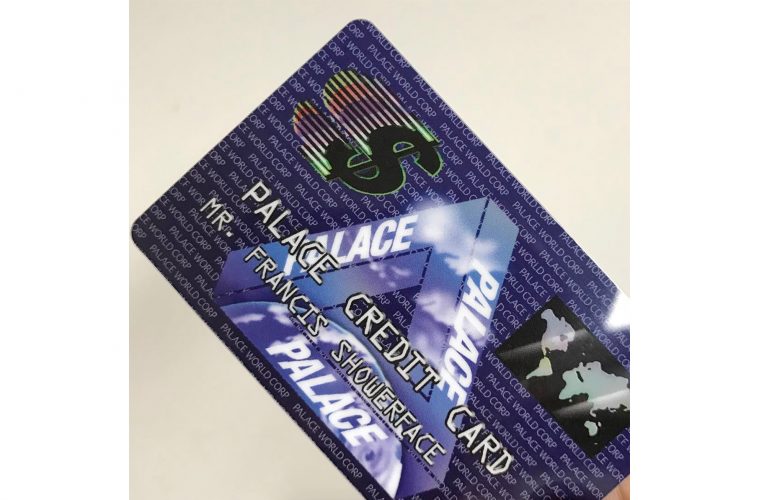 PALACE WORLD CORP
$
PALACE CREDIT CARD
MR. FRANCIS SHOWERFACE
PALACE
PALACE
PALACE